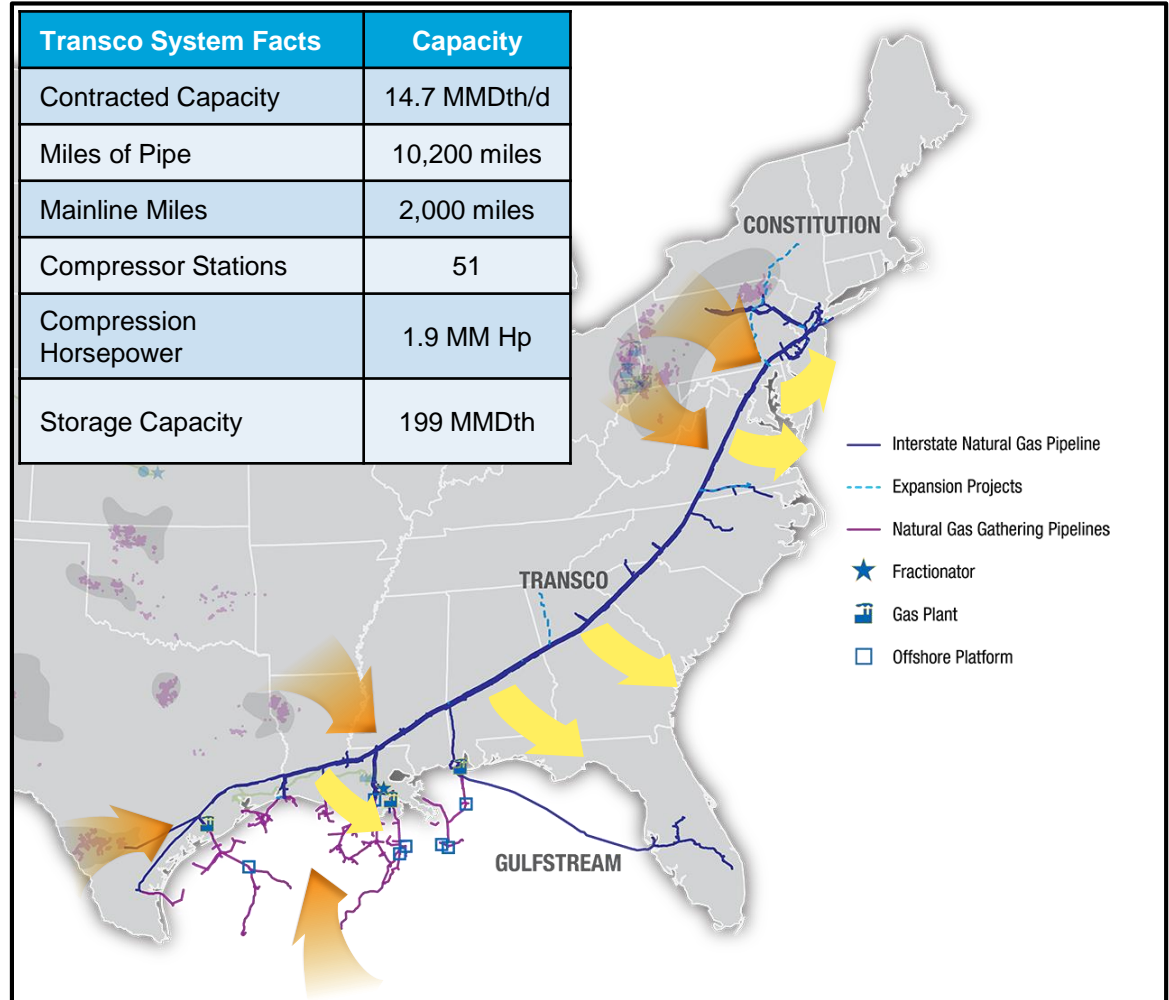 Transco System Facts Capacity
Contracted Capacity 14.7 MMDth/d
Miles of Pipe 10,200 miles
Mainline Miles 2,000 miles
Compressor Stations 51
Compression
Horsepower 1.9 MM Hp
Storage Capacity 199 MMDth
CONSTITUTION
Interstate Natural Gas Pipeline
Expansion Projects
Natural Gas Gathering Pipelines
TRANSCO
Fractionator
Gas Plant
Offshore Platform
GULFSTREAM